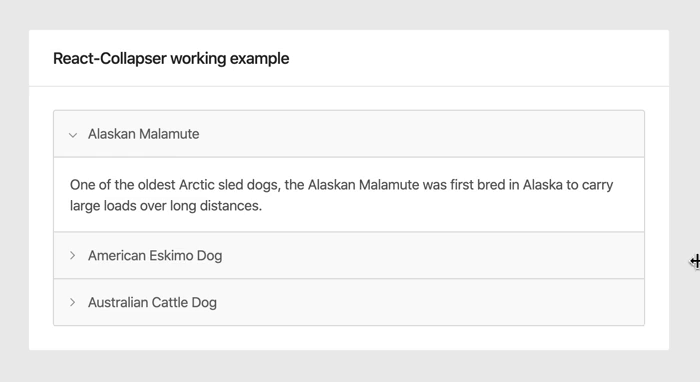 React-Collapser working example
Alaskan Malamute
One of the oldest Arctic sled dogs, the Alaskan Malamute was first bred in Alaska to carry
large loads over long distances.
American Eskimo Dog
Australian Cattle Dog